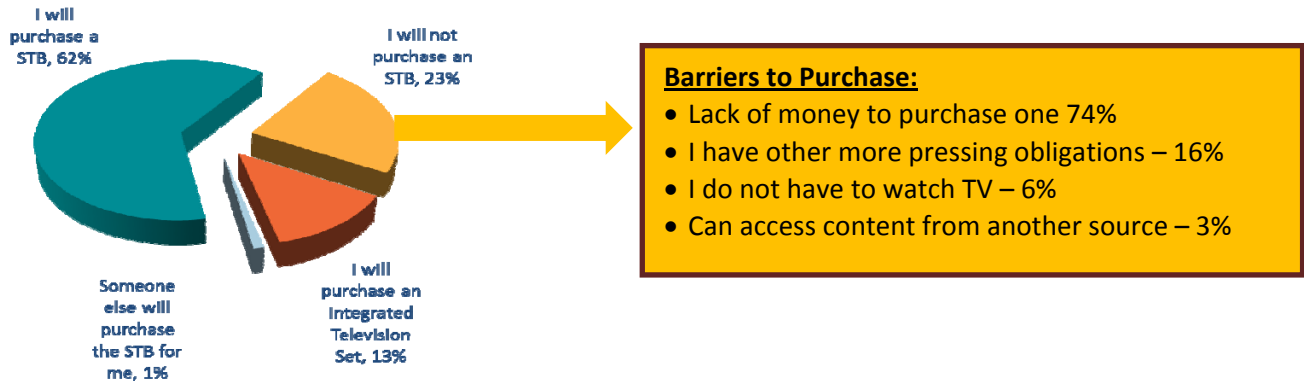 I will
purchase a
STB, 62%
I will not
purchase an
STB, 23%
Someone
else will
purchase
the STB for
me, 1%
I will
purchase an
Integrated
Television
Set, 13%
Barriers to Purchase:
• Lack of money to purchase one 74%
• I have other more pressing obligations – 16%
• I do not have to watch TV – 6%
• Can access content from another source – 3%